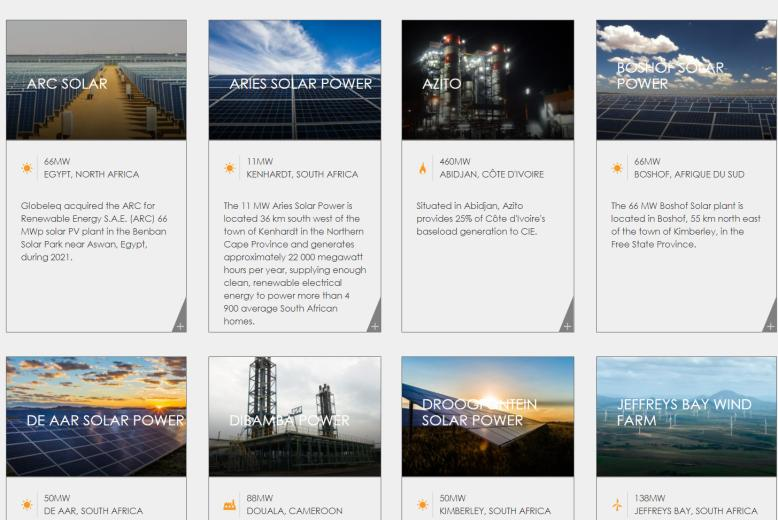 ARC SOLAR
66MW
EGYPT, NORTH AFRICA
Globeleq acquired the ARC for
Renewable Energy S.A.E. (ARC) 66
MWp solar PV plant in the Benban
Solar Park near Aswan, Egypt,
during 2021.
+
ARIES SOLAR POWER
11MW
KENHARDT, SOUTH AFRICA
The 11 MW Aries Solar Power is
located 36 km south west of the
town of Kenhardt in the Northern
Cape Province and generates
approximately 22 000 megawatt
hours per year, supplying enough
clean, renewable electrical
energy to power more than 4
900 average South African
homes.
+
AZITO
460MW
ABIDJAN, CÔTE D'IVOIRE
Situated in Abidjan, Azito
provides 25% of Côte d'Ivoire's
baseload generation to CIE.
+
BOSHOF SOLAR
POWER
66MW
BOSHOF, AFRIQUE DU SUD
The 66 MW Boshof Solar plant is
located in Boshof, 55 km north east
of the town of Kimberley, in the
Free State Province.
+
DE AAR SOLAR POWER
50MW
DE AAR, SOUTH AFRICA
DIBAMBA POWER
88MW
DOUALA, CAMEROON
DROOGFONTEIN
SOLAR POWER
50MW
KIMBERLEY, SOUTH AFRICA
JEFFREYS BAY WIND
FARM
138MW
JEFFREYS BAY, SOUTH AFRICA